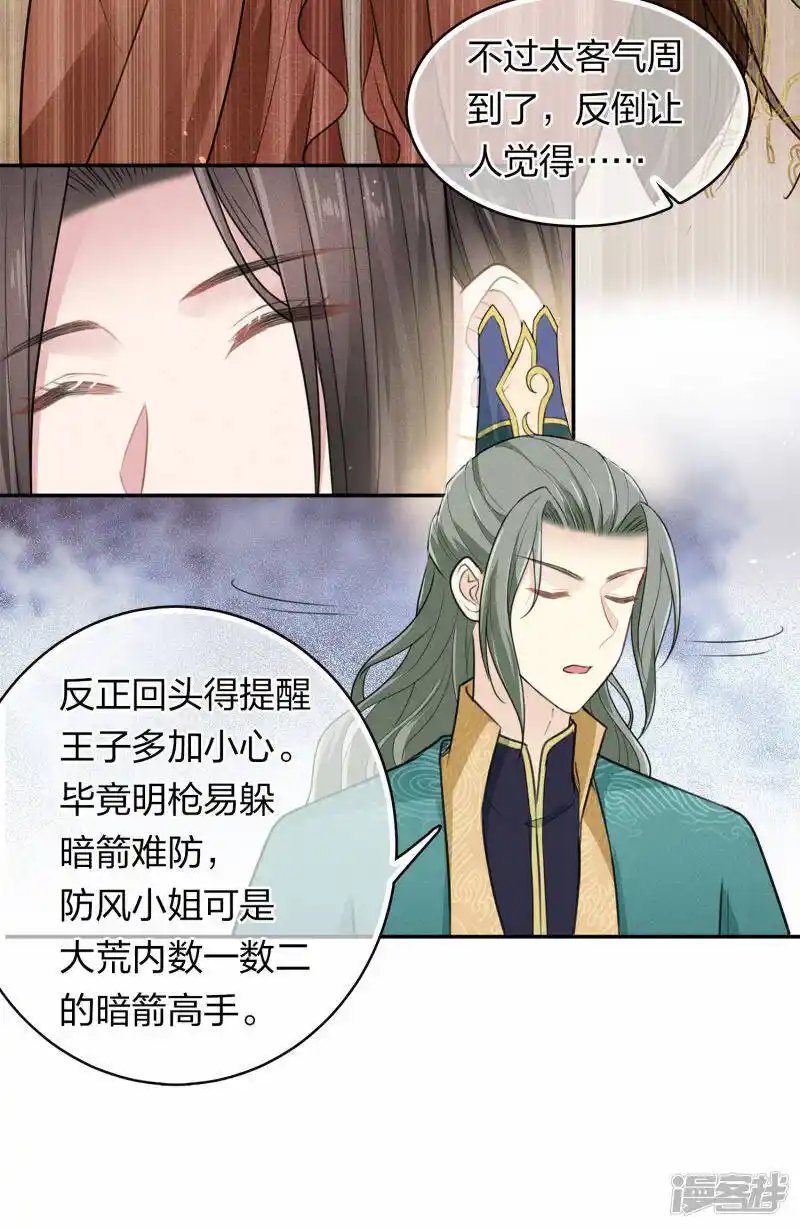 不过太客气周
到了，反倒让
人觉得……
反正回头得提醒
王子多加小心。
毕竟明枪易躲
暗箭难防，
防风小姐可是
大荒内数一数二
的暗箭高手。
漫客栈